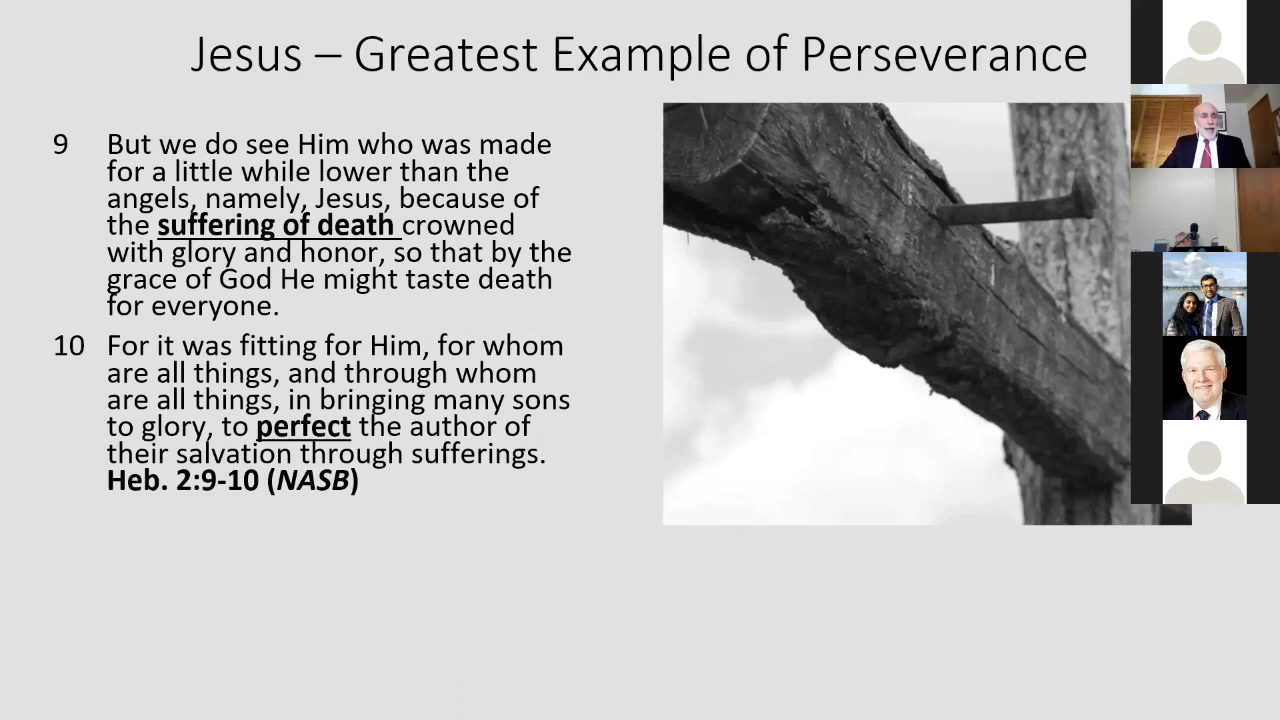 Jesus – Greatest Example of Perseverance
9 But we do see Him who was made
for a little while lower than the
angels, namely, Jesus, because of
the suffering of death crowned
with glory and honor, so that by the
grace of God He might taste death
for everyone.
10 For it was fitting for Him, for whom
are all things, and through whom
are all things, in bringing many sons
to glory, to perfect the author of
their salvation through sufferings.
Heb. 2:9-10 (NASB)